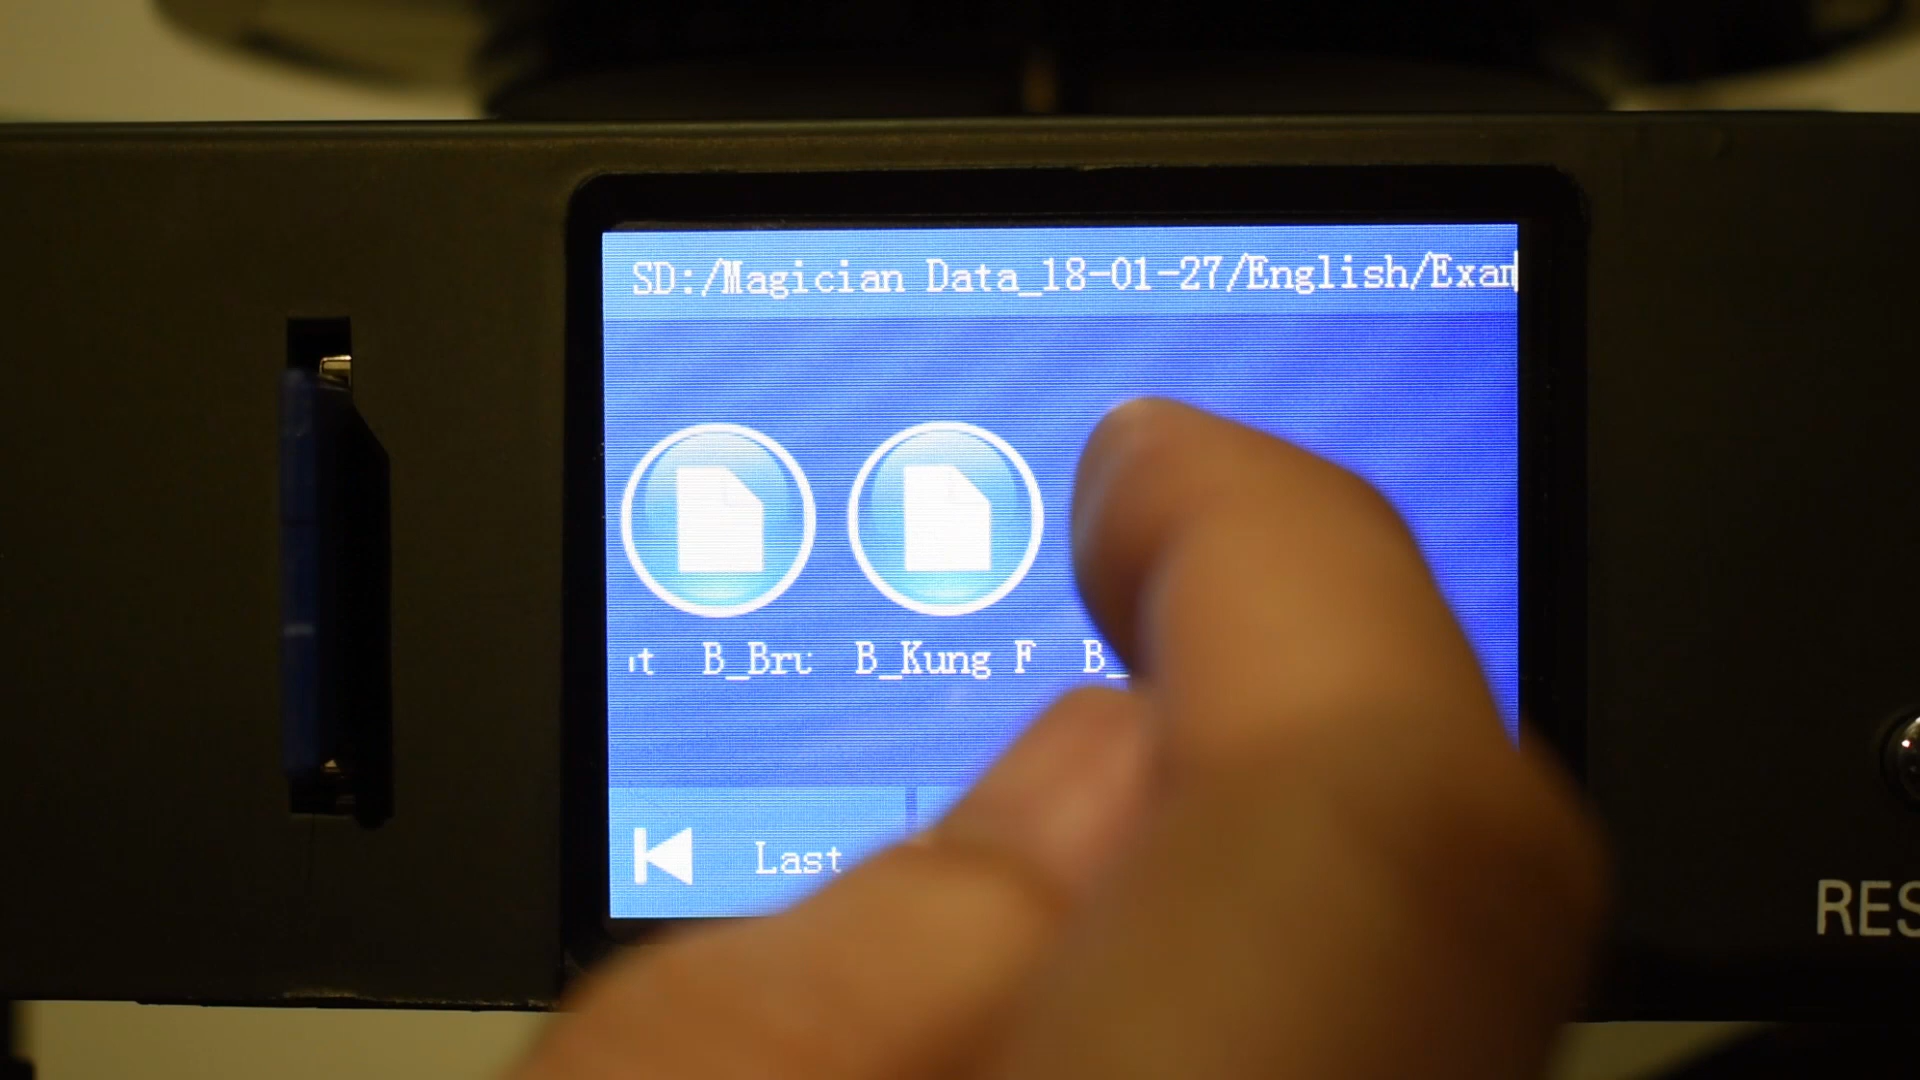 SD:/Magician Data_18-01-27/English/Exam
B_Bru B_Kung F B_
Last
RES